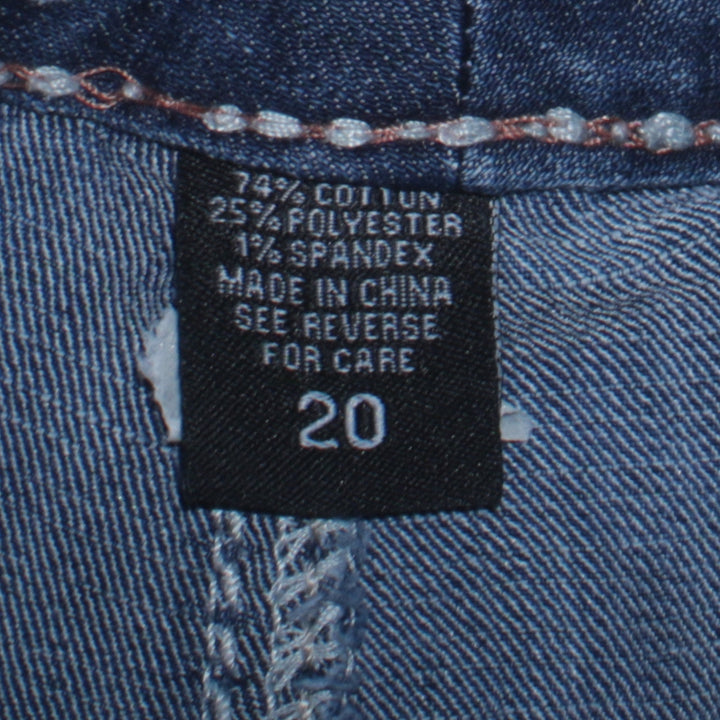 74% COTTON
25% POLYESTER
1% SPANDEX
MADE IN CHINA
SEE REVERSE
FOR CARE
20